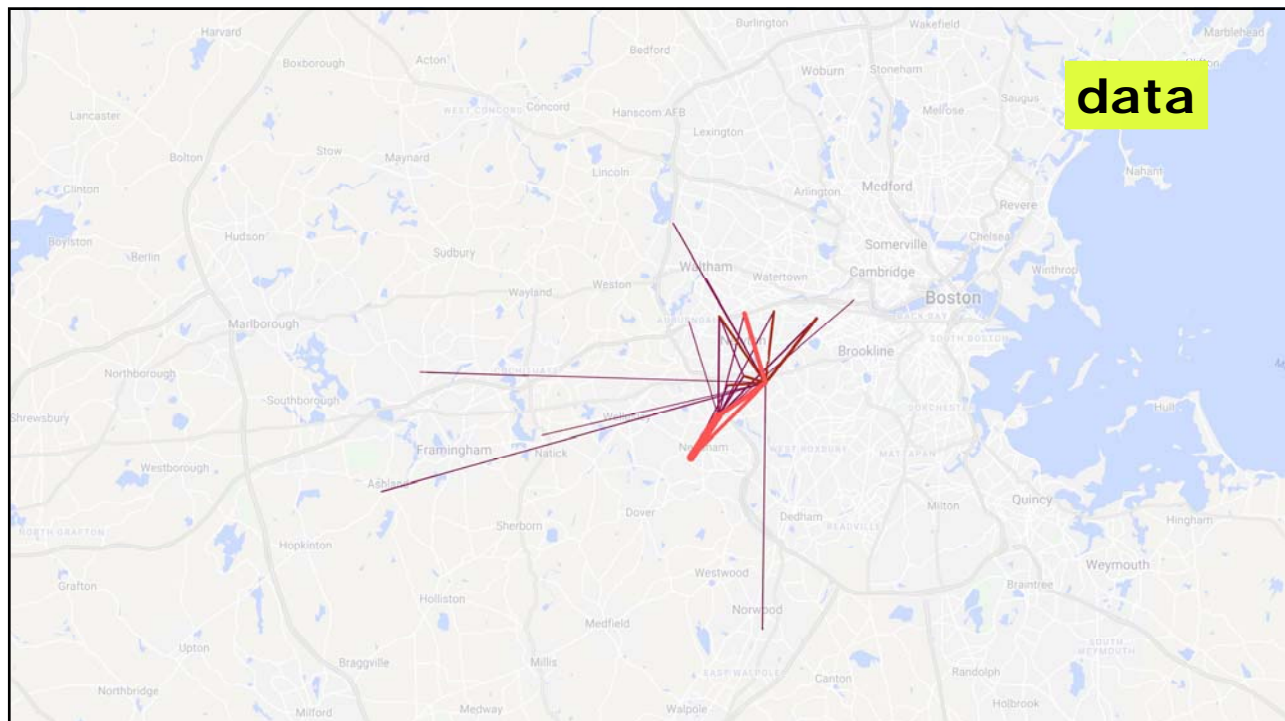 Burlington
Wakefield
Marblehead
Harvard
Bedford
Boxborough
Acton
Woburn
Stoneham
data
Lancaster
WEST CONCORD
Concord
Hanscom AFB
Melrose
Saugus
Lexington
Bolton
Stow
Maynard
Lincoln
Nahant
Clinton
Arlington
Medford
Revere
Boylston
Berlin
Hudson
Sudbury
Somerville
Chelsea
Waltham
Watertown
Cambridge
Winthrop
Wayland
Weston
Boston
Marlborough
BACK BAY
SOUTH BOSTON
Brookline
Northborough
COCHITUATE
Southborough
DORCHESTER
Hull
Shrewsbury
Framingham
Natick
WEST ROXBURY
MATTAPAN
Westborough
Ashland
Quincy
Sherborn
Dover
Dedham
Milton
Hingham
NORTH GRAFTON
READVILLE
Hopkinton
Weymouth
Grafton
Westwood
Braintree
Holliston
Norwood
Medfield
SOUTH
WEYMOUTH
Upton
Braggville
Millis
EAST WALPOLE
Canton
Randolph
Northbridge
Milford
Medway
Walpole
Holbrook